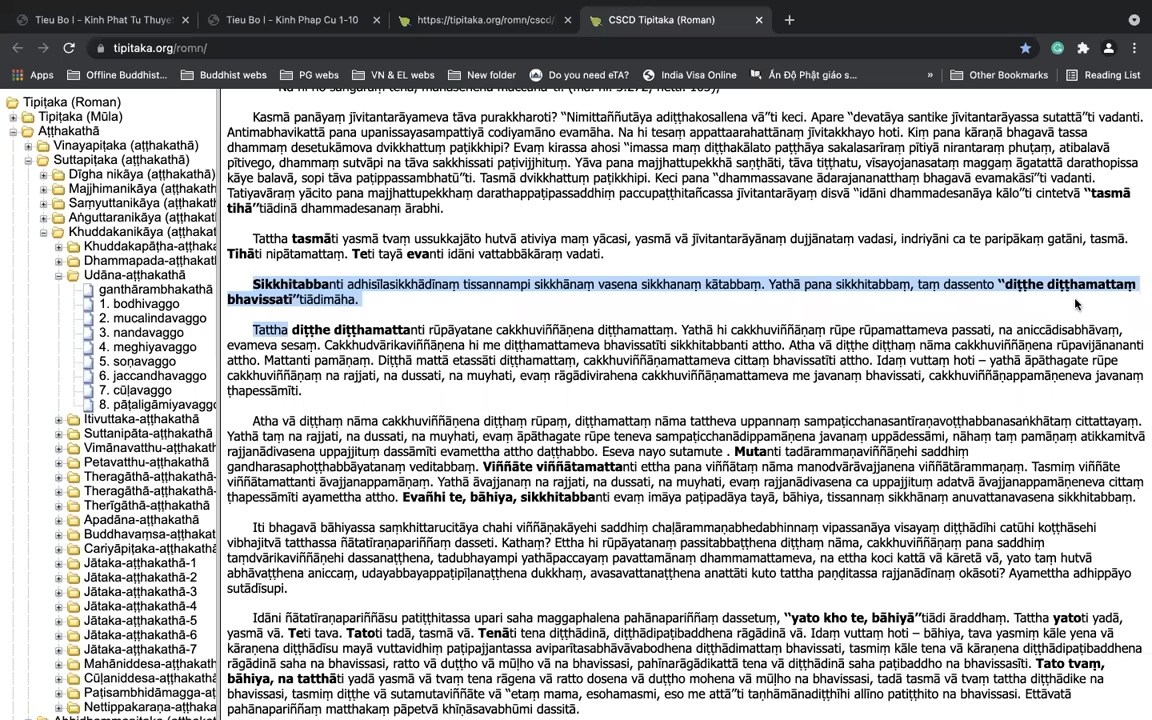 Tieu Bo I - Kinh Phat Tu Thuye
Tieu Bo I - Kinh Phap Cu 1-10
https://tipitaka.org/romn/cscd/
CSCD Tipitaka (Roman)
tipitaka.org/romn/
Apps
Offline Buddhist...
Buddhist webs
PG webs
VN & EL webs
New folder
Do you need eTA?
India Visa Online
Ấn Độ Phật giáo s...
»
Other Bookmarks
Reading List
Tipiṭaka (Roman)
Tipiṭaka (Mūla)
Aṭṭhakathā
Vinayapiṭaka (aṭṭhakathā)
Suttapiṭaka (aṭṭhakathā)
Dīgha nikāya (aṭṭhakathā)
Majjhimanikāya (aṭṭhakath
Saṃyuttanikāya (aṭṭhakath
Aṅguttaranikāya (aṭṭhakath
Khuddakanikāya (aṭṭhakath
Khuddakapāṭha-aṭṭhaka
Dhammapada-aṭṭhakath
Udāna-aṭṭhakathā
ganthārambhakathā
1. bodhivaggo
2. mucalindavaggo
3. nandavaggo
4. meghiyavaggo
5. soṇavaggo
6. jaccandhavaggo
7. cūḷavaggo
8. pāṭaligāmiyavaggo
Itivuttaka-aṭṭhakathā
Suttanipāta-aṭṭhakathā
Vimānavatthu-aṭṭhakath
Petavatthu-aṭṭhakathā
Theragāthā-aṭṭhakathā-
Theragāthā-aṭṭhakathā-
Therīgāthā-aṭṭhakathā
Apadāna-aṭṭhakathā
Buddhavaṃsa-aṭṭhakath
Cariyāpiṭaka-aṭṭhakathā
Jātaka-aṭṭhakathā-1
Jātaka-aṭṭhakathā-2
Jātaka-aṭṭhakathā-3
Jātaka-aṭṭhakathā-4
Jātaka-aṭṭhakathā-5
Jātaka-aṭṭhakathā-6
Jātaka-aṭṭhakathā-7
Mahāniddesa-aṭṭhakath
Cūḷaniddesa-aṭṭhakathā
Paṭisambhidāmagga-aṭ
Nettippakaraṇa-aṭṭhaka
Kasmā panāyaṃ jīvitantarāyameva tāva purakkharoti? “Nimittaññutāya adiṭṭhakosallena vā”ti keci. Apare “devatāya santike jīvitantarāyassa sutattā”ti vadanti.
Antimabhavikattā pana upanissayasampattiyā codiyamāno evamāha. Na hi tesaṃ appattaarahattānaṃ jīvitakkhayo hoti. Kiṃ pana kāraṇā bhagavā tassa
dhammaṃ desetukāmova dvikkhattuṃ paṭikkhipi? Evaṃ kirassa ahosi “imassa maṃ diṭṭhakālato paṭṭhāya sakalasarīraṃ pītiyā nirantaraṃ phuṭaṃ, atibalavā
pītivego, dhammaṃ sutvāpi na tāva sakkhissati paṭivijjhituṃ. Yāva pana majjhattupekkhā saṇṭhāti, tāva tiṭṭhatu, vīsayojanasataṃ maggaṃ āgatattā darathopissa
kāye balavā, sopi tāva paṭippassambhatū”ti. Tasmā dvikkhattuṃ paṭikkhipi. Keci pana “dhammassavane ādarajananatthaṃ bhagavā evamakāsī”ti vadanti.
Tatiyavāraṃ yācito pana majjhattupekkhaṃ darathappaṭipassaddhiṃ paccupaṭṭhitañcassa jīvitantarāyaṃ disvā “idāni dhammadesanāya kālo”ti cintetvā “tasmā
tihā”tiādinā dhammadesanaṃ ārabhi.
Tattha tasmāti yasmā tvaṃ ussukkajāto hutvā ativiya maṃ yācasi, yasmā vā jīvitantarāyānaṃ dujjānataṃ vadasi, indriyāni ca te paripākaṃ gatāni, tasmā.
Tihāti nipātamattaṃ. Teti tayā evanti idāni vattabbākāraṃ vadati.
Sikkhitabbanti adhisīlasikkhādīnaṃ tissannampi sikkhānaṃ vasena sikkhanaṃ kātabbaṃ. Yathā pana sikkhitabbaṃ, taṃ dassento “diṭṭhe diṭṭhamattaṃ
bhavissatī”tiādimāha.
Tattha diṭṭhe diṭṭhamattanti rūpāyatane cakkhuviññāṇena diṭṭhamattaṃ. Yathā hi cakkhuviññāṇaṃ rūpe rūpamattameva passati, na aniccādisabhāvaṃ,
evameva sesaṃ. Cakkhudvārikaviññāṇena hi me diṭṭhamattameva bhavissatīti sikkhitabbanti attho. Atha vā diṭṭhe diṭṭhaṃ nāma cakkhuviññāṇaṃ rūpavijānananti
attho. Mattanti pamāṇaṃ. Diṭṭhā mattā etassāti diṭṭhamattaṃ, cakkhuviññāṇamattameva cittaṃ bhavissatīti attho. Idaṃ vuttaṃ hoti – yathā āpāthagate rūpe
cakkhuviññāṇaṃ na rajjati, na dussati, na muyhati, evaṃ rāgādivirahena cakkhuviññāṇamattameva me javanaṃ bhavissati, cakkhuviññāṇappamāṇeneva javanaṃ
ṭhapessāmīti.
Atha vā diṭṭhaṃ nāma cakkhuviññāṇena diṭṭhaṃ rūpaṃ, diṭṭhamattaṃ nāma tattheva uppannaṃ sampaṭicchanasantīraṇavoṭṭhabbanasaṅkhātaṃ cittattayaṃ.
Yathā taṃ na rajjati, na dussati, na muyhati, evaṃ āpāthagate rūpe teneva sampaṭicchanādippamāṇena javanaṃ uppādessāmi, nāhaṃ taṃ pamāṇaṃ atikkamitvā
rajjanādivasena uppajjituṃ dassāmīti evamettha attho daṭṭhabbo. Eseva nayo sutamute . Mutanti tadārammaṇaviññāṇehi saddhiṃ
gandharasaphoṭṭhabbāyatanaṃ veditabbaṃ. Viññāte viññātamattanti ettha pana viññātaṃ nāma manodvārāvajjanena viññātārammaṇaṃ. Tasmiṃ viññāte
viññātamattanti āvajjanappamāṇaṃ. Yathā āvajjanaṃ na rajjati, na dussati, na muyhati, evaṃ rajjanādivasena ca uppajjituṃ adatvā āvajjanappamāṇeneva cittaṃ
ṭhapessāmīti ayamettha attho. Evañhi te, bāhiya, sikkhitabbanti evaṃ imāya paṭipadāya tayā, bāhiya, tissannaṃ sikkhānaṃ anuvattanavasena sikkhitabbaṃ.
Iti bhagavā bāhiyassa saṃkhittarucitāya chahi viññāṇakāyehi saddhiṃ chaḷārammaṇabhedabhinnaṃ vipassanāya visayaṃ diṭṭhādīhi catūhi koṭṭhāsehi
vibhajitvā tatthassa ñātatīraṇapariññaṃ dasseti. Kathaṃ? Ettha hi rūpāyatanaṃ passitabbaṭṭhena diṭṭhaṃ nāma, cakkhuviññāṇaṃ pana saddhiṃ
taṃdvārikaviññāṇehi dassanaṭṭhena, tadubhayampi yathāpaccayaṃ pavattamānaṃ dhammamattameva, na ettha koci kattā vā kāretā vā, yato taṃ hutvā
abhāvaṭṭhena aniccaṃ, udayabbayappaṭipīḷanaṭṭhena dukkhaṃ, avasavattanaṭṭhena anattāti kuto tattha paṇḍitassa rajjanādīnaṃ okāsoti? Ayamettha adhippāyo
sutādīsupi.
Idāni ñātatīraṇapariññāsu patiṭṭhitassa upari saha maggaphalena pahānapariññaṃ dassetuṃ, “yato kho te, bāhiyā”tiādi āraddhaṃ. Tattha yatoti yadā,
yasmā vā. Teti tava. Tatoti tadā, tasmā vā. Tenāti tena diṭṭhādinā, diṭṭhādipaṭibaddhena rāgādinā vā. Idaṃ vuttaṃ hoti – bāhiya, tava yasmiṃ kāle yena vā
kāraṇena diṭṭhādīsu mayā vuttavidhiṃ paṭipajjantassa aviparītasabhāvāvabodhena diṭṭhādimattaṃ bhavissati, tasmiṃ kāle tena vā kāraṇena diṭṭhādipaṭibaddhena
rāgādinā saha na bhavissasi, ratto vā duṭṭho vā mūḷho vā na bhavissasi, pahīnarāgādikattā tena vā diṭṭhādinā saha paṭibaddho na bhavissasīti. Tato tvaṃ,
bāhiya, na tatthāti yadā yasmā vā tvaṃ tena rāgena vā ratto dosena vā duṭṭho mohena vā mūḷho na bhavissasi, tadā tasmā vā tvaṃ tattha diṭṭhādike na
bhavissasi, tasmiṃ diṭṭhe vā sutamutaviññāte vā “etaṃ mama, esohamasmi, eso me attā”ti taṇhāmānadiṭṭhīhi allīno patiṭṭhito na bhavissasi. Ettāvatā
pahānapariññaṃ matthakaṃ pāpetvā khīṇāsavabhūmi dassitā.